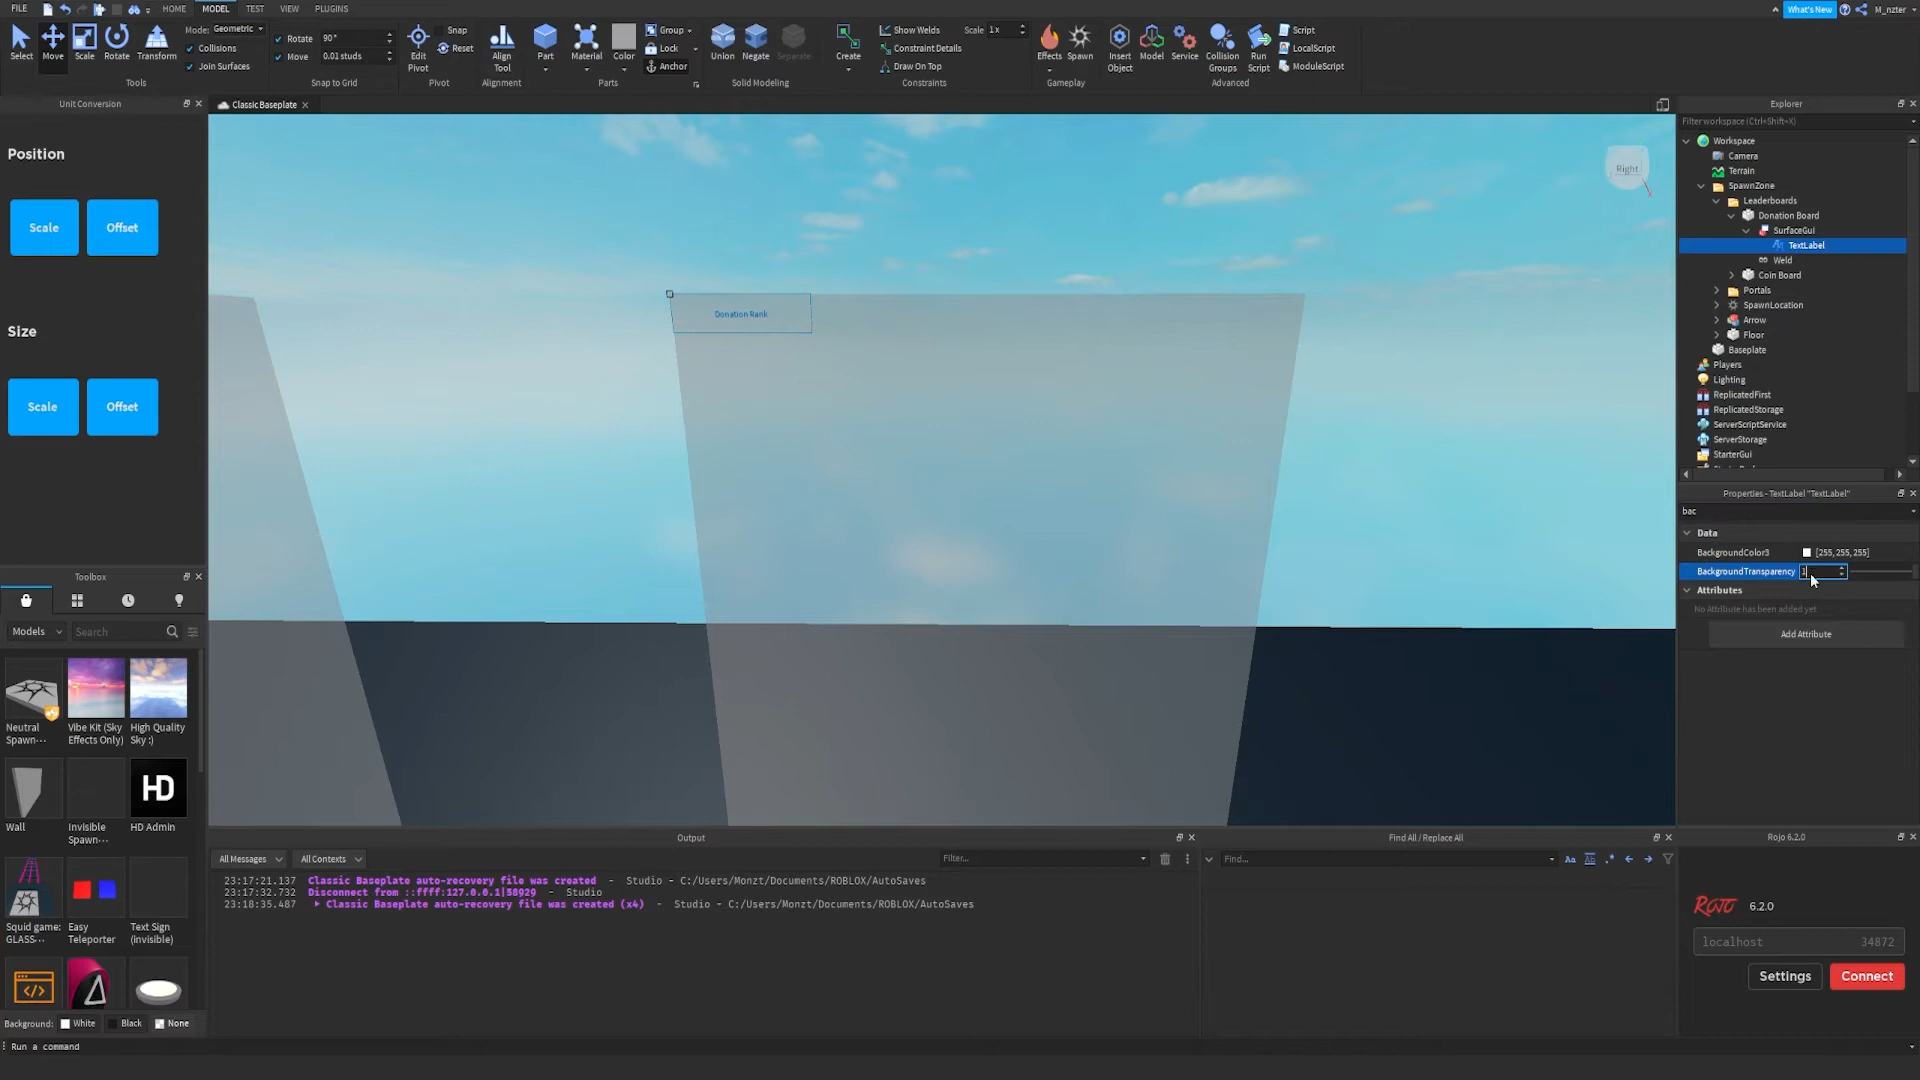 FILE HOME MODEL TEST VIEW PLUGINS What's New M_nzter
Mode: Geometric
Collisions
Join Surfaces
Select Move Scale Rotate Transform
Tools
Rotate 90°
Move 0.01 studs
Snap to Grid
Snap
Reset
Edit Pivot
Pivot
Align Tool
Alignment
Part Material Color
Group
Lock
Anchor
Parts
Union Negate Separate
Solid Modeling
Create
Show Welds
Constraint Details
Draw On Top
Scale 1x
Constraints
Effects Spawn
Gameplay
Insert Object Model Service Collision Groups Run Script
Script
LocalScript
ModuleScript
Advanced
Unit Conversion
Position
Scale Offset
Size
Scale Offset
Classic Baseplate
Donation Rank
Right
Explorer
Filter workspace (Ctrl+Shift+X)
Workspace
Camera
Terrain
SpawnZone
Leaderboards
Donation Board
SurfaceGui
TextLabel
Weld
Coin Board
Portals
SpawnLocation
Arrow
Floor
Baseplate
Players
Lighting
ReplicatedFirst
ReplicatedStorage
ServerScriptService
ServerStorage
StarterGui
Properties - TextLabel "TextLabel"
bac
Data
BackgroundColor3 [255, 255, 255]
BackgroundTransparency 1
Attributes
No Attribute has been added yet
Add Attribute
Toolbox
Models Search
Neutral Spawn···
Vibe Kit (Sky Effects Only)
High Quality Sky :)
Wall
Invisible Spawn···
HD
HD Admin
Squid game: GLASS···
Easy Teleporter
Text Sign (invisible)
Background: White Black None
Run a command
Output
All Messages All Contexts Filter...
23:17:21.137 Classic Baseplate auto-recovery file was created - Studio - C:/Users/Monzt/Documents/ROBLOX/AutoSaves
23:17:32.732 Disconnect from ::ffff:127.0.0.1|58929 - Studio
23:18:35.487 Classic Baseplate auto-recovery file was created (x4) - Studio - C:/Users/Monzt/Documents/ROBLOX/AutoSaves
Find All / Replace All
Find...
Aa Ab .*
Rojo 6.2.0
ROJO 6.2.0
localhost 34872
Settings Connect